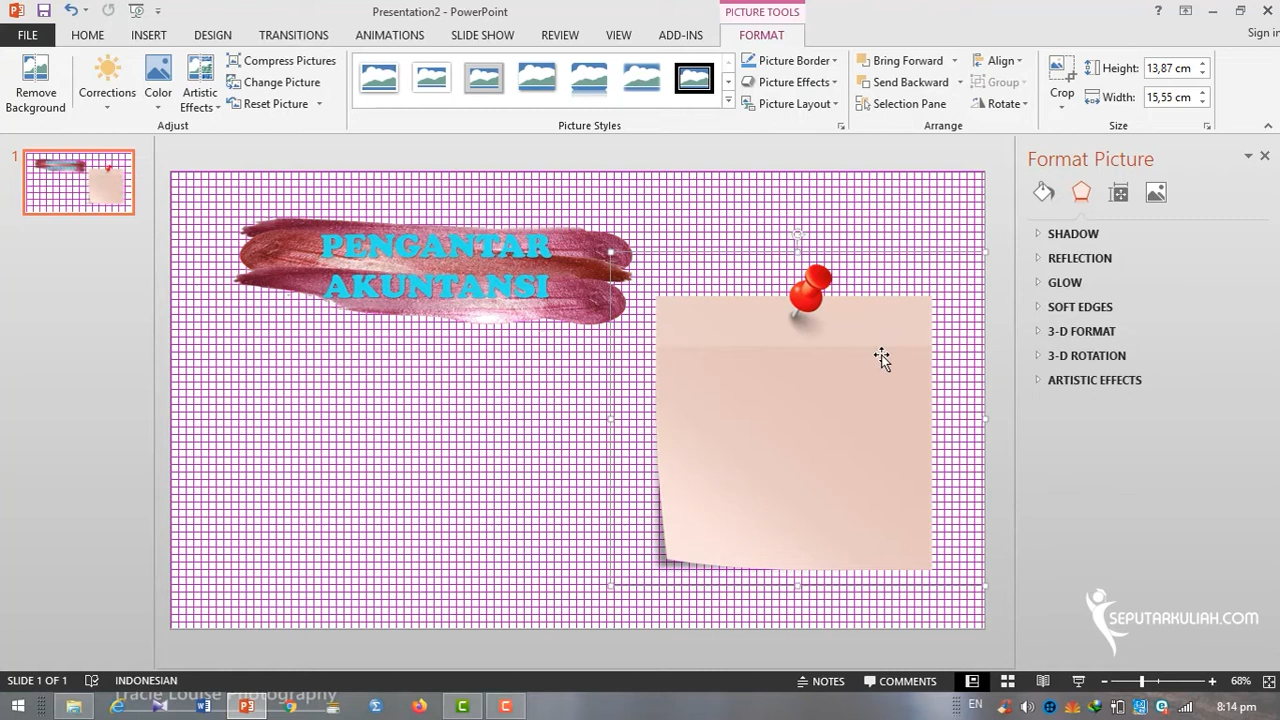 Presentation2 - PowerPoint
PICTURE TOOLS
?
FILE
HOME
INSERT
DESIGN
TRANSITIONS
ANIMATIONS
SLIDE SHOW
REVIEW
VIEW
ADD-INS
FORMAT
Sign in
Remove
Background
Corrections
Color
Artistic
Effects
Compress Pictures
Change Picture
Reset Picture
Adjust
Picture Styles
Picture Border
Picture Effects
Picture Layout
Bring Forward
Send Backward
Selection Pane
Align
Group
Rotate
Arrange
Crop
Height: 13,87 cm
Width: 15,55 cm
Size
1
PENGANTAR
AKUNTANSI
Format Picture
SHADOW
REFLECTION
GLOW
SOFT EDGES
3-D FORMAT
3-D ROTATION
ARTISTIC EFFECTS
SEPUTARKULIAH.COM
SLIDE 1 OF 1
INDONESIAN
NOTES
COMMENTS
68%
Tracie Louise Photography
EN
8:14 pm